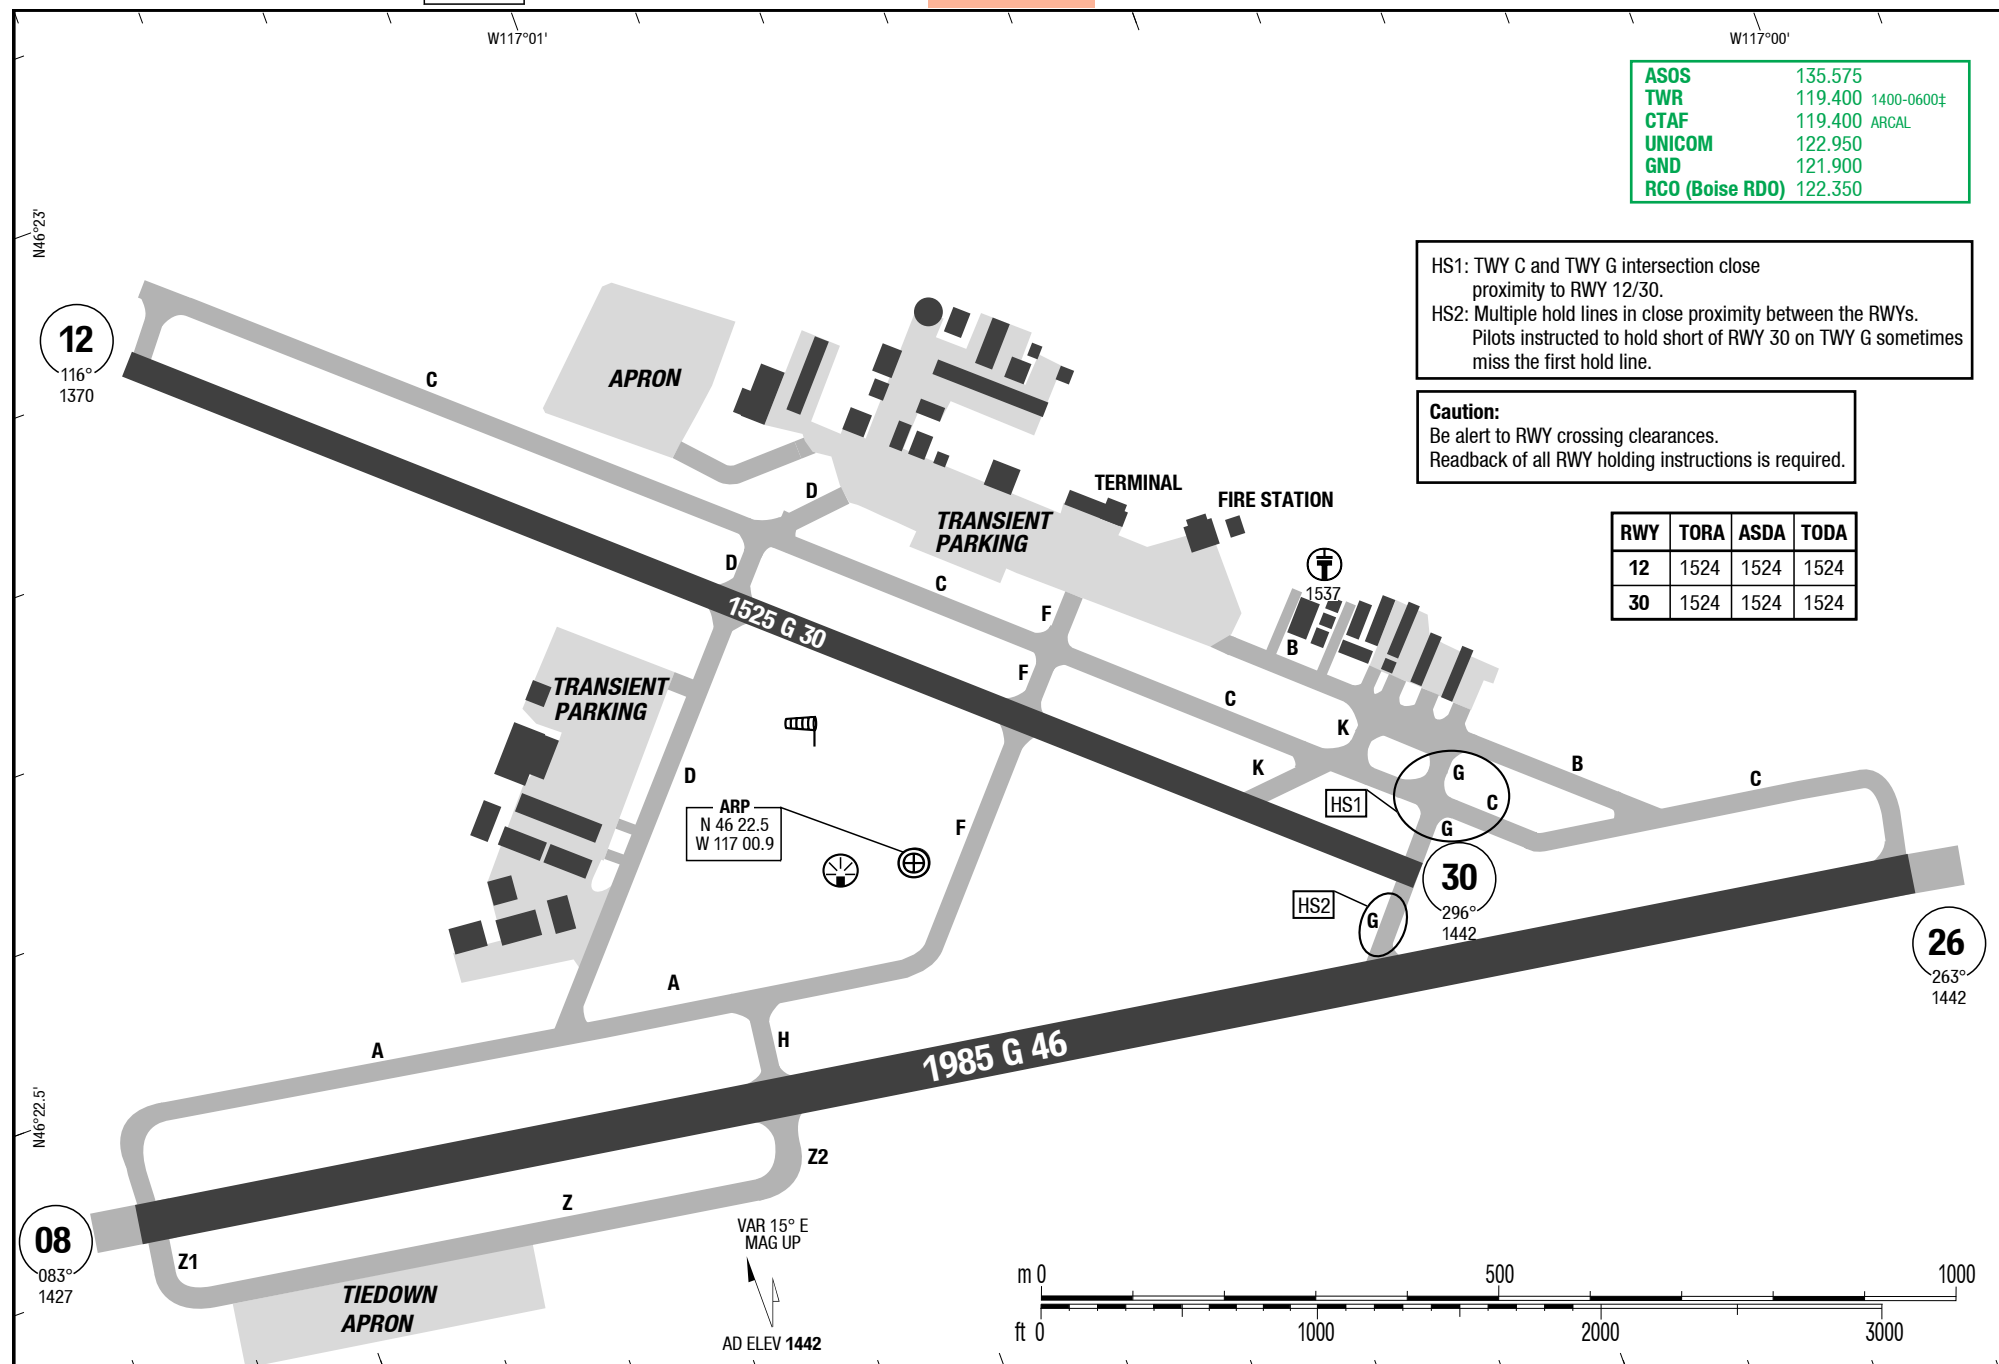 W117°01'
W117°00'
ASOS 135.575
TWR 119.400 1400-0600‡
CTAF 119.400 ARCAL
UNICOM 122.950
GND 121.900
RCO (Boise RDO) 122.350
N46°23'
HS1: TWY C and TWY G intersection close
proximity to RWY 12/30.
HS2: Multiple hold lines in close proximity between the RWYs.
Pilots instructed to hold short of RWY 30 on TWY G sometimes
miss the first hold line.
12
116°
1370
C
APRON
Caution:
Be alert to RWY crossing clearances.
Readback of all RWY holding instructions is required.
D
TERMINAL
FIRE STATION
TRANSIENT
PARKING
RWY TORA ASDA TODA
12 1524 1524 1524
30 1524 1524 1524
D
C
1537
1525 G 30
F
B
F
TRANSIENT
PARKING
C
K
K
B
D
G
C
C
HS1
ARP
N 46 22.5
W 117 00.9
F
G
30
296°
1442
HS2
G
26
263°
1442
A
A
H
1985 G 46
N46°22.5'
Z2
Z
08
083°
1427
Z1
VAR 15° E
MAG UP
TIEDOWN
APRON
AD ELEV 1442
m 0 500 1000
ft 0 1000 2000 3000